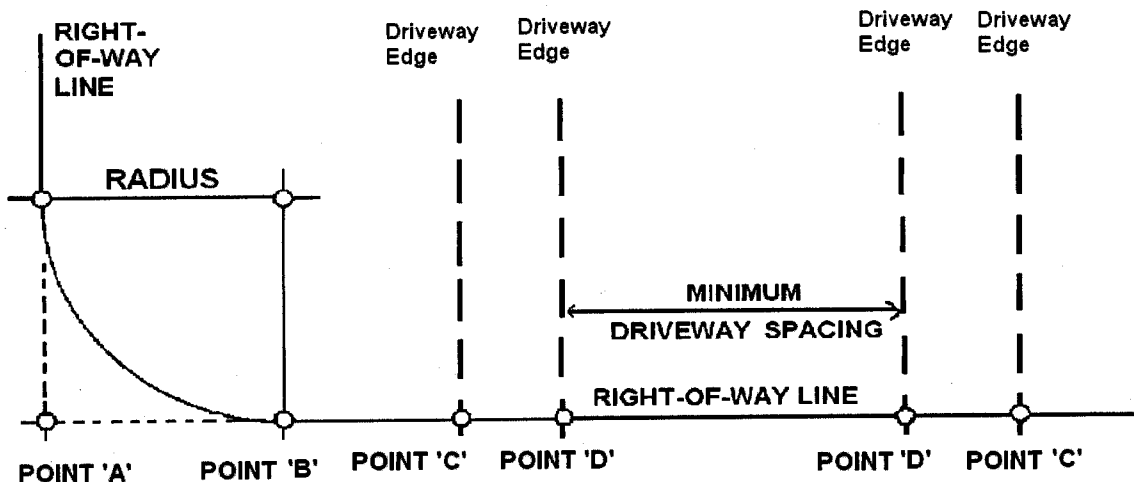 RIGHT-
OF-WAY
LINE
Driveway
Edge
Driveway
Edge
Driveway
Edge
Driveway
Edge
RADIUS
MINIMUM
DRIVEWAY SPACING
RIGHT-OF-WAY LINE
POINT 'A'
POINT 'B'
POINT 'C'
POINT 'D'
POINT 'D'
POINT 'C'